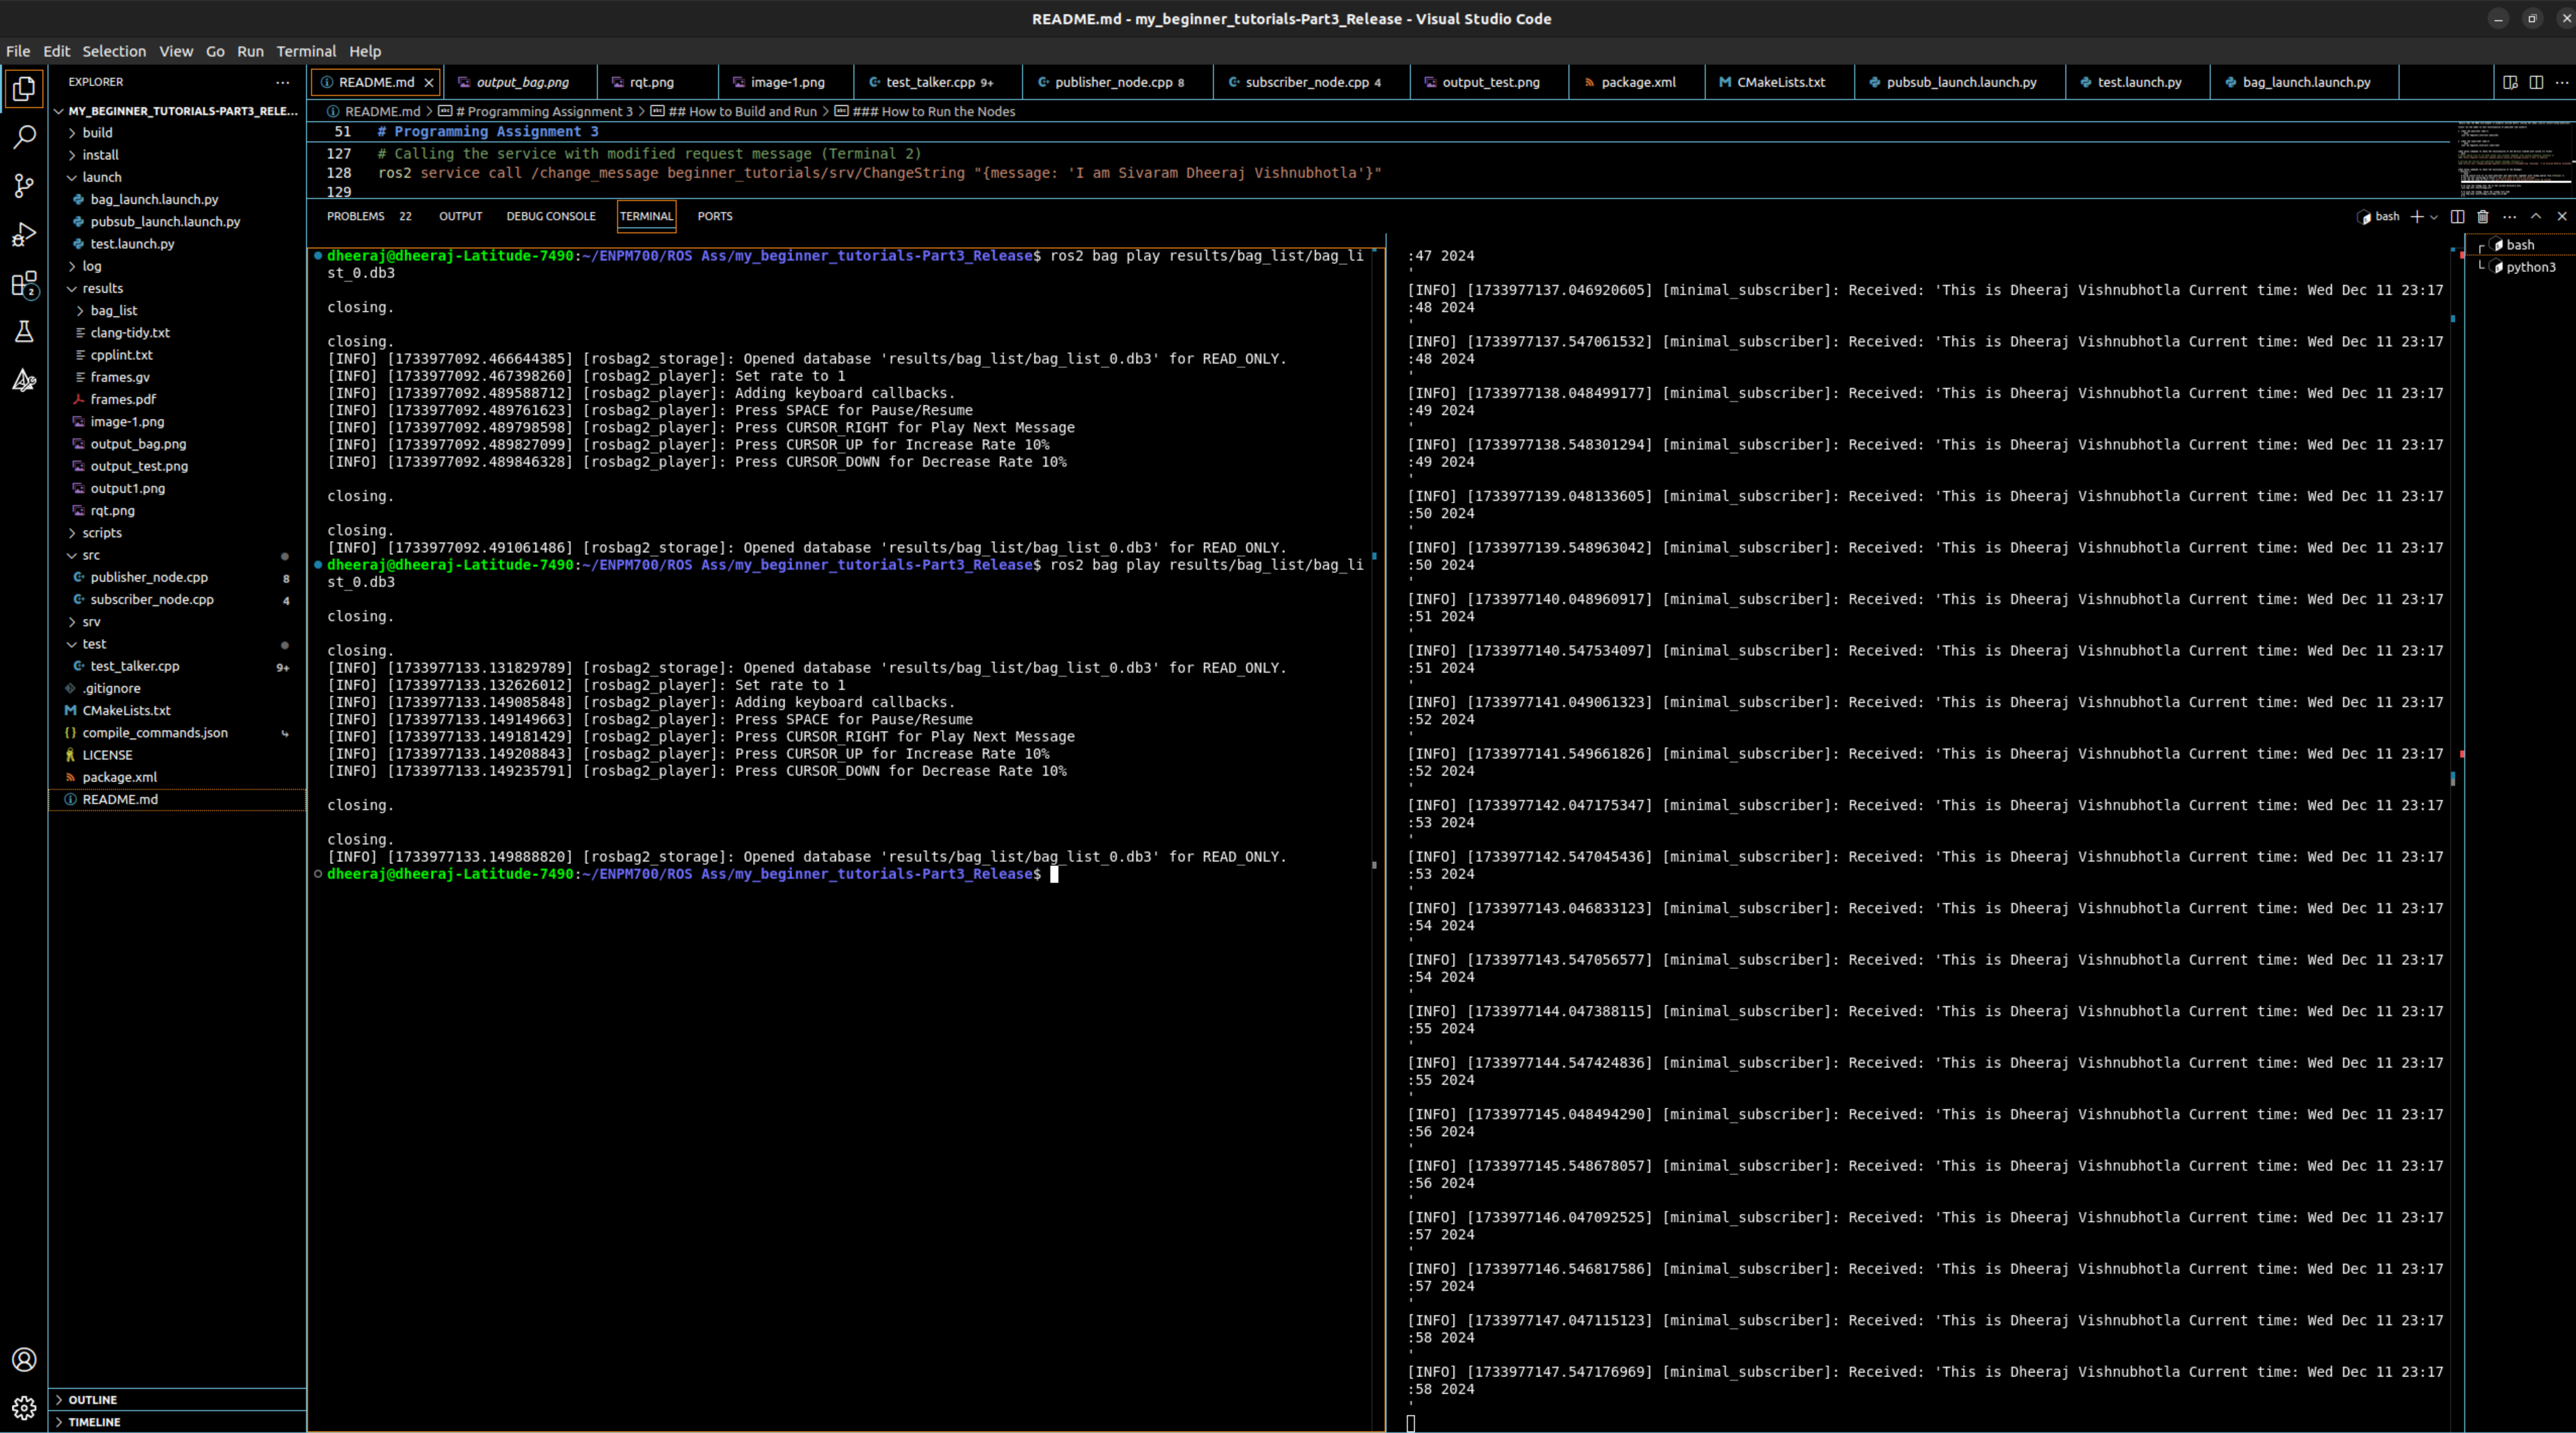 README.md - my_beginner_tutorials-Part3_Release - Visual Studio Code
File Edit Selection View Go Run Terminal Help
EXPLORER ...
MY_BEGINNER_TUTORIALS-PART3_RELE...
build
install
launch
bag_launch.launch.py
pubsub_launch.launch.py
test.launch.py
log
results
bag_list
clang-tidy.txt
cpplint.txt
frames.gv
frames.pdf
image-1.png
output_bag.png
output_test.png
output1.png
rqt.png
scripts
src
publisher_node.cpp 8
subscriber_node.cpp 4
srv
test
test_talker.cpp 9+
.gitignore
CMakeLists.txt
compile_commands.json
LICENSE
package.xml
README.md
OUTLINE
TIMELINE
2
README.md output_bag.png rqt.png image-1.png test_talker.cpp 9+ publisher_node.cpp 8 subscriber_node.cpp 4 output_test.png package.xml CMakeLists.txt pubsub_launch.launch.py test.launch.py bag_launch.launch.py
README.md > # Programming Assignment 3 > ## How to Build and Run > ### How to Run the Nodes
51 # Programming Assignment 3
127 # Calling the service with modified request message (Terminal 2)
128 ros2 service call /change_message beginner_tutorials/srv/ChangeString "{message: 'I am Sivaram Dheeraj Vishnubhotla'}"
129
PROBLEMS 22 OUTPUT DEBUG CONSOLE TERMINAL PORTS
bash
dheeraj@dheeraj-Latitude-7490:~/ENPM700/ROS Ass/my_beginner_tutorials-Part3_Release$ ros2 bag play results/bag_list/bag_li
st_0.db3
closing.
closing.
[INFO] [1733977092.466644385] [rosbag2_storage]: Opened database 'results/bag_list/bag_list_0.db3' for READ_ONLY.
[INFO] [1733977092.467398260] [rosbag2_player]: Set rate to 1
[INFO] [1733977092.489588712] [rosbag2_player]: Adding keyboard callbacks.
[INFO] [1733977092.489761623] [rosbag2_player]: Press SPACE for Pause/Resume
[INFO] [1733977092.489798598] [rosbag2_player]: Press CURSOR_RIGHT for Play Next Message
[INFO] [1733977092.489827099] [rosbag2_player]: Press CURSOR_UP for Increase Rate 10%
[INFO] [1733977092.489846328] [rosbag2_player]: Press CURSOR_DOWN for Decrease Rate 10%
closing.
closing.
[INFO] [1733977092.491061486] [rosbag2_storage]: Opened database 'results/bag_list/bag_list_0.db3' for READ_ONLY.
dheeraj@dheeraj-Latitude-7490:~/ENPM700/ROS Ass/my_beginner_tutorials-Part3_Release$ ros2 bag play results/bag_list/bag_li
st_0.db3
closing.
closing.
[INFO] [1733977133.131829789] [rosbag2_storage]: Opened database 'results/bag_list/bag_list_0.db3' for READ_ONLY.
[INFO] [1733977133.132626012] [rosbag2_player]: Set rate to 1
[INFO] [1733977133.149085848] [rosbag2_player]: Adding keyboard callbacks.
[INFO] [1733977133.149149663] [rosbag2_player]: Press SPACE for Pause/Resume
[INFO] [1733977133.149181429] [rosbag2_player]: Press CURSOR_RIGHT for Play Next Message
[INFO] [1733977133.149208843] [rosbag2_player]: Press CURSOR_UP for Increase Rate 10%
[INFO] [1733977133.149235791] [rosbag2_player]: Press CURSOR_DOWN for Decrease Rate 10%
closing.
closing.
[INFO] [1733977133.149888820] [rosbag2_storage]: Opened database 'results/bag_list/bag_list_0.db3' for READ_ONLY.
dheeraj@dheeraj-Latitude-7490:~/ENPM700/ROS Ass/my_beginner_tutorials-Part3_Release$
:47 2024
'
[INFO] [1733977137.046920605] [minimal_subscriber]: Received: 'This is Dheeraj Vishnubhotla Current time: Wed Dec 11 23:17
:48 2024
'
[INFO] [1733977137.547061532] [minimal_subscriber]: Received: 'This is Dheeraj Vishnubhotla Current time: Wed Dec 11 23:17
:48 2024
'
[INFO] [1733977138.048499177] [minimal_subscriber]: Received: 'This is Dheeraj Vishnubhotla Current time: Wed Dec 11 23:17
:49 2024
'
[INFO] [1733977138.548301294] [minimal_subscriber]: Received: 'This is Dheeraj Vishnubhotla Current time: Wed Dec 11 23:17
:49 2024
'
[INFO] [1733977139.048133605] [minimal_subscriber]: Received: 'This is Dheeraj Vishnubhotla Current time: Wed Dec 11 23:17
:50 2024
'
[INFO] [1733977139.548963042] [minimal_subscriber]: Received: 'This is Dheeraj Vishnubhotla Current time: Wed Dec 11 23:17
:50 2024
'
[INFO] [1733977140.048960917] [minimal_subscriber]: Received: 'This is Dheeraj Vishnubhotla Current time: Wed Dec 11 23:17
:51 2024
'
[INFO] [1733977140.547534097] [minimal_subscriber]: Received: 'This is Dheeraj Vishnubhotla Current time: Wed Dec 11 23:17
:51 2024
'
[INFO] [1733977141.049061323] [minimal_subscriber]: Received: 'This is Dheeraj Vishnubhotla Current time: Wed Dec 11 23:17
:52 2024
'
[INFO] [1733977141.549661826] [minimal_subscriber]: Received: 'This is Dheeraj Vishnubhotla Current time: Wed Dec 11 23:17
:52 2024
'
[INFO] [1733977142.047175347] [minimal_subscriber]: Received: 'This is Dheeraj Vishnubhotla Current time: Wed Dec 11 23:17
:53 2024
'
[INFO] [1733977142.547045436] [minimal_subscriber]: Received: 'This is Dheeraj Vishnubhotla Current time: Wed Dec 11 23:17
:53 2024
'
[INFO] [1733977143.046833123] [minimal_subscriber]: Received: 'This is Dheeraj Vishnubhotla Current time: Wed Dec 11 23:17
:54 2024
'
[INFO] [1733977143.547056577] [minimal_subscriber]: Received: 'This is Dheeraj Vishnubhotla Current time: Wed Dec 11 23:17
:54 2024
'
[INFO] [1733977144.047388115] [minimal_subscriber]: Received: 'This is Dheeraj Vishnubhotla Current time: Wed Dec 11 23:17
:55 2024
'
[INFO] [1733977144.547424836] [minimal_subscriber]: Received: 'This is Dheeraj Vishnubhotla Current time: Wed Dec 11 23:17
:55 2024
'
[INFO] [1733977145.048494290] [minimal_subscriber]: Received: 'This is Dheeraj Vishnubhotla Current time: Wed Dec 11 23:17
:56 2024
'
[INFO] [1733977145.548678057] [minimal_subscriber]: Received: 'This is Dheeraj Vishnubhotla Current time: Wed Dec 11 23:17
:56 2024
'
[INFO] [1733977146.047092525] [minimal_subscriber]: Received: 'This is Dheeraj Vishnubhotla Current time: Wed Dec 11 23:17
:57 2024
'
[INFO] [1733977146.546817586] [minimal_subscriber]: Received: 'This is Dheeraj Vishnubhotla Current time: Wed Dec 11 23:17
:57 2024
'
[INFO] [1733977147.047115123] [minimal_subscriber]: Received: 'This is Dheeraj Vishnubhotla Current time: Wed Dec 11 23:17
:58 2024
'
[INFO] [1733977147.547176969] [minimal_subscriber]: Received: 'This is Dheeraj Vishnubhotla Current time: Wed Dec 11 23:17
:58 2024
'
bash
python3